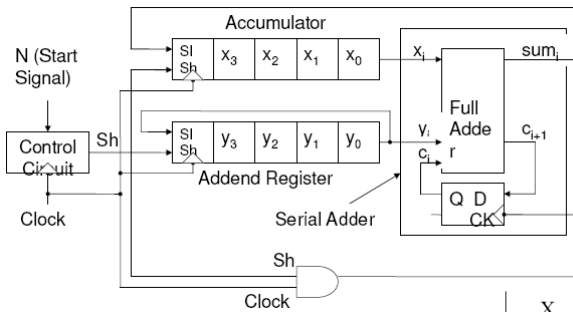 Accumulator
N (Start
Signal)
SI
Sh
x3 x2 x1 x0
xi
sumi
Full
Adde
r
Sh
Control
Circuit
SI
Sh
y3 y2 y1 y0
yi
ci
ci+1
Addend Register
Q D
CK
Clock
Serial Adder
Sh
Clock
X